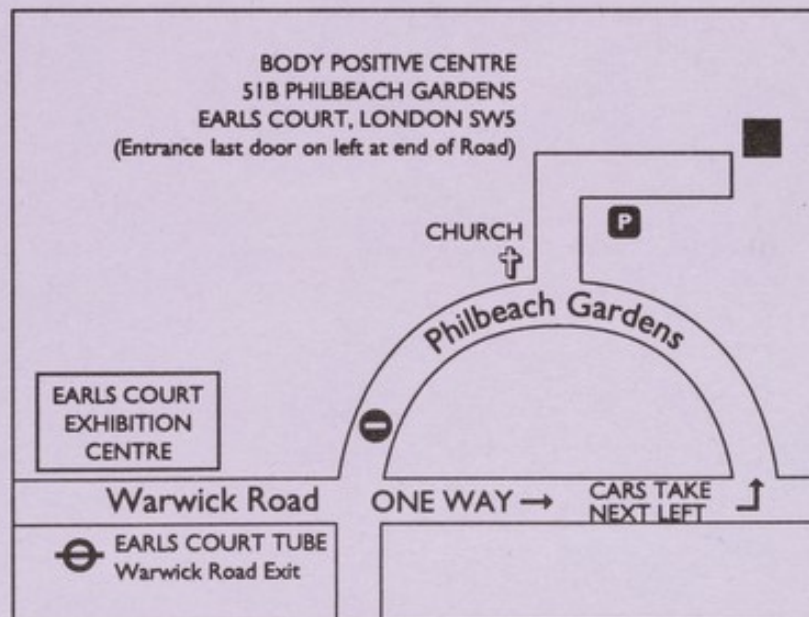 BODY POSITIVE CENTRE
51B PHILBEACH GARDENS
EARLS COURT, LONDON SW5
(Entrance last door on left at end of Road)
P
CHURCH
Philbeach Gardens
EARLS COURT
EXHIBITION
CENTRE
Warwick Road
ONE WAY →
CARS TAKE
NEXT LEFT
EARLS COURT TUBE
Warwick Road Exit